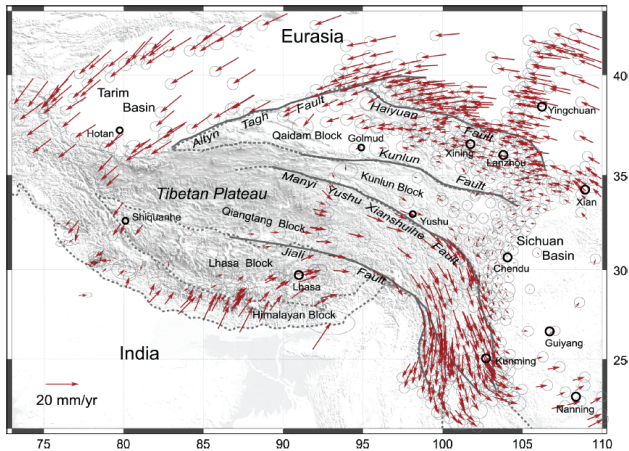 Eurasia
40
Tarim
Basin
Altyn Tagh Fault
Haiyuan
Fault
Yingchuan
Hotan
Qaidam Block
Golmud
Xining
Lanzhou
35
Kunlun
Fault
Kunlun Block
Xian
Tibetan Plateau
Manyi Yushu Xianshuihe Fault
Shiquanhe
Qiangtang Block
Yushu
Sichuan
Basin
Jiali
Fault
Lhasa Block
Lhasa
Chendu
30
Himalayan Block
India
Guiyang
Kunming
25
20 mm/yr
Nanning
75
80
85
90
95
100
105
110